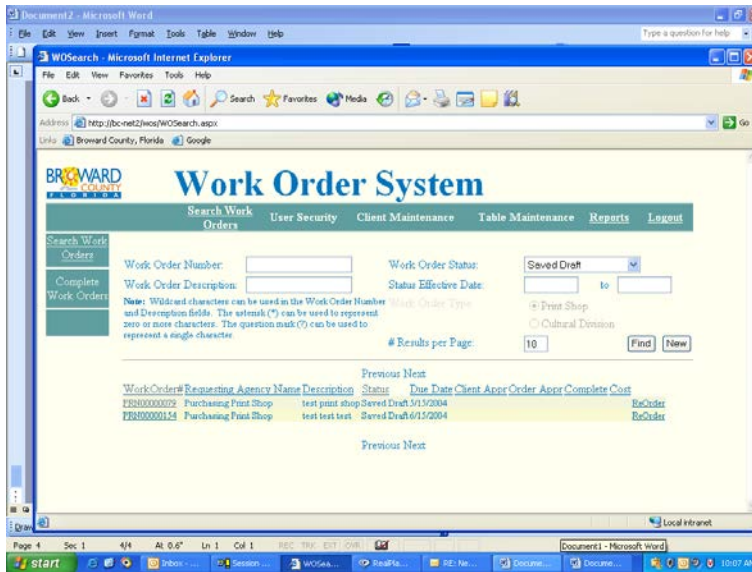 Document2 - Microsoft Word
File Edit View Insert Format Tools Table Window Help Type a question for help
WOSearch - Microsoft Internet Explorer
File Edit View Favorites Tools Help
Back Search Favorites Media
Address http://bc-net2/wos/WOSearch.aspx Go
Links Broward County, Florida Google
BROWARD COUNTY FLORIDA
Work Order System
Search Work Orders User Security Client Maintenance Table Maintenance Reports Logout
Search Work Orders
Complete Work Orders
Work Order Number: Work Order Status: Saved Draft
Work Order Description: Status Effective Date: to
Note: Wildcard characters can be used in the Work Order Number and Description fields. The asterisk (*) can be used to represent zero or more characters. The question mark (?) can be used to represent a single character.
Work Order Type: Print Shop
Cultural Division
# Results per Page: 10 Find New
Previous Next
WorkOrder# Requesting Agency Name Description Status Due Date Client Appr Order Appr Complete Cost
PRN00000079 Purchasing Print Shop test print shop Saved Draft 5/15/2004 ReOrder
PRN00000154 Purchasing Print Shop test test test Saved Draft 6/15/2004 ReOrder
Previous Next
Draw
Local intranet
Page 4 Sec 1 4/4 At 0.6" Ln 1 Col 1 REC TRK EXT OVR
Document1 - Microsoft Word
start Inbox - ... Session ... WOSea... RealPla... RE: Ne... Docume... Docume... 10:07 AM